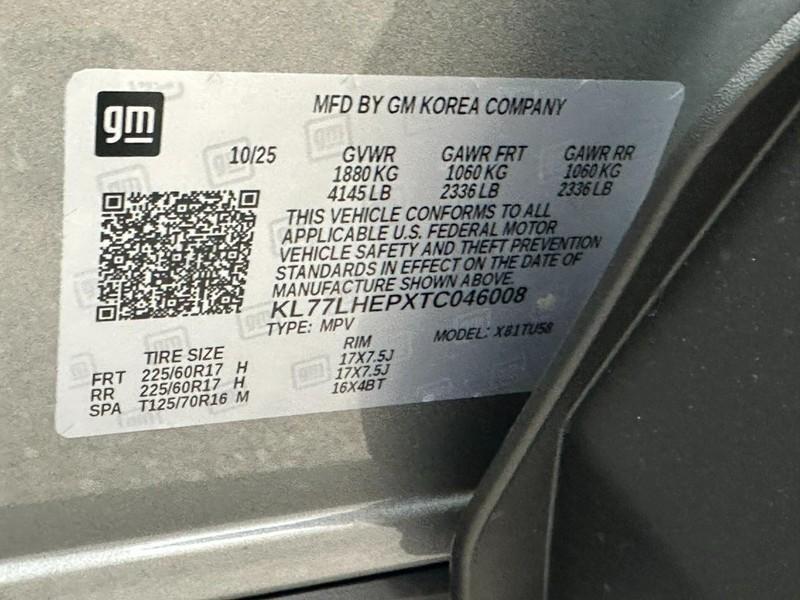 gm
MFD BY GM KOREA COMPANY
10/25 GVWR GAWR FRT GAWR RR
1880 KG 1060 KG 1060 KG
4145 LB 2336 LB 2336 LB
THIS VEHICLE CONFORMS TO ALL
APPLICABLE U.S. FEDERAL MOTOR
VEHICLE SAFETY AND THEFT PREVENTION
STANDARDS IN EFFECT ON THE DATE OF
MANUFACTURE SHOWN ABOVE.
KL77LHEPXTC046008
TYPE: MPV MODEL: X81TU58
TIRE SIZE RIM
FRT 225/60R17 H 17X7.5J
RR 225/60R17 H 17X7.5J
SPA T125/70R16 M 16X4BT